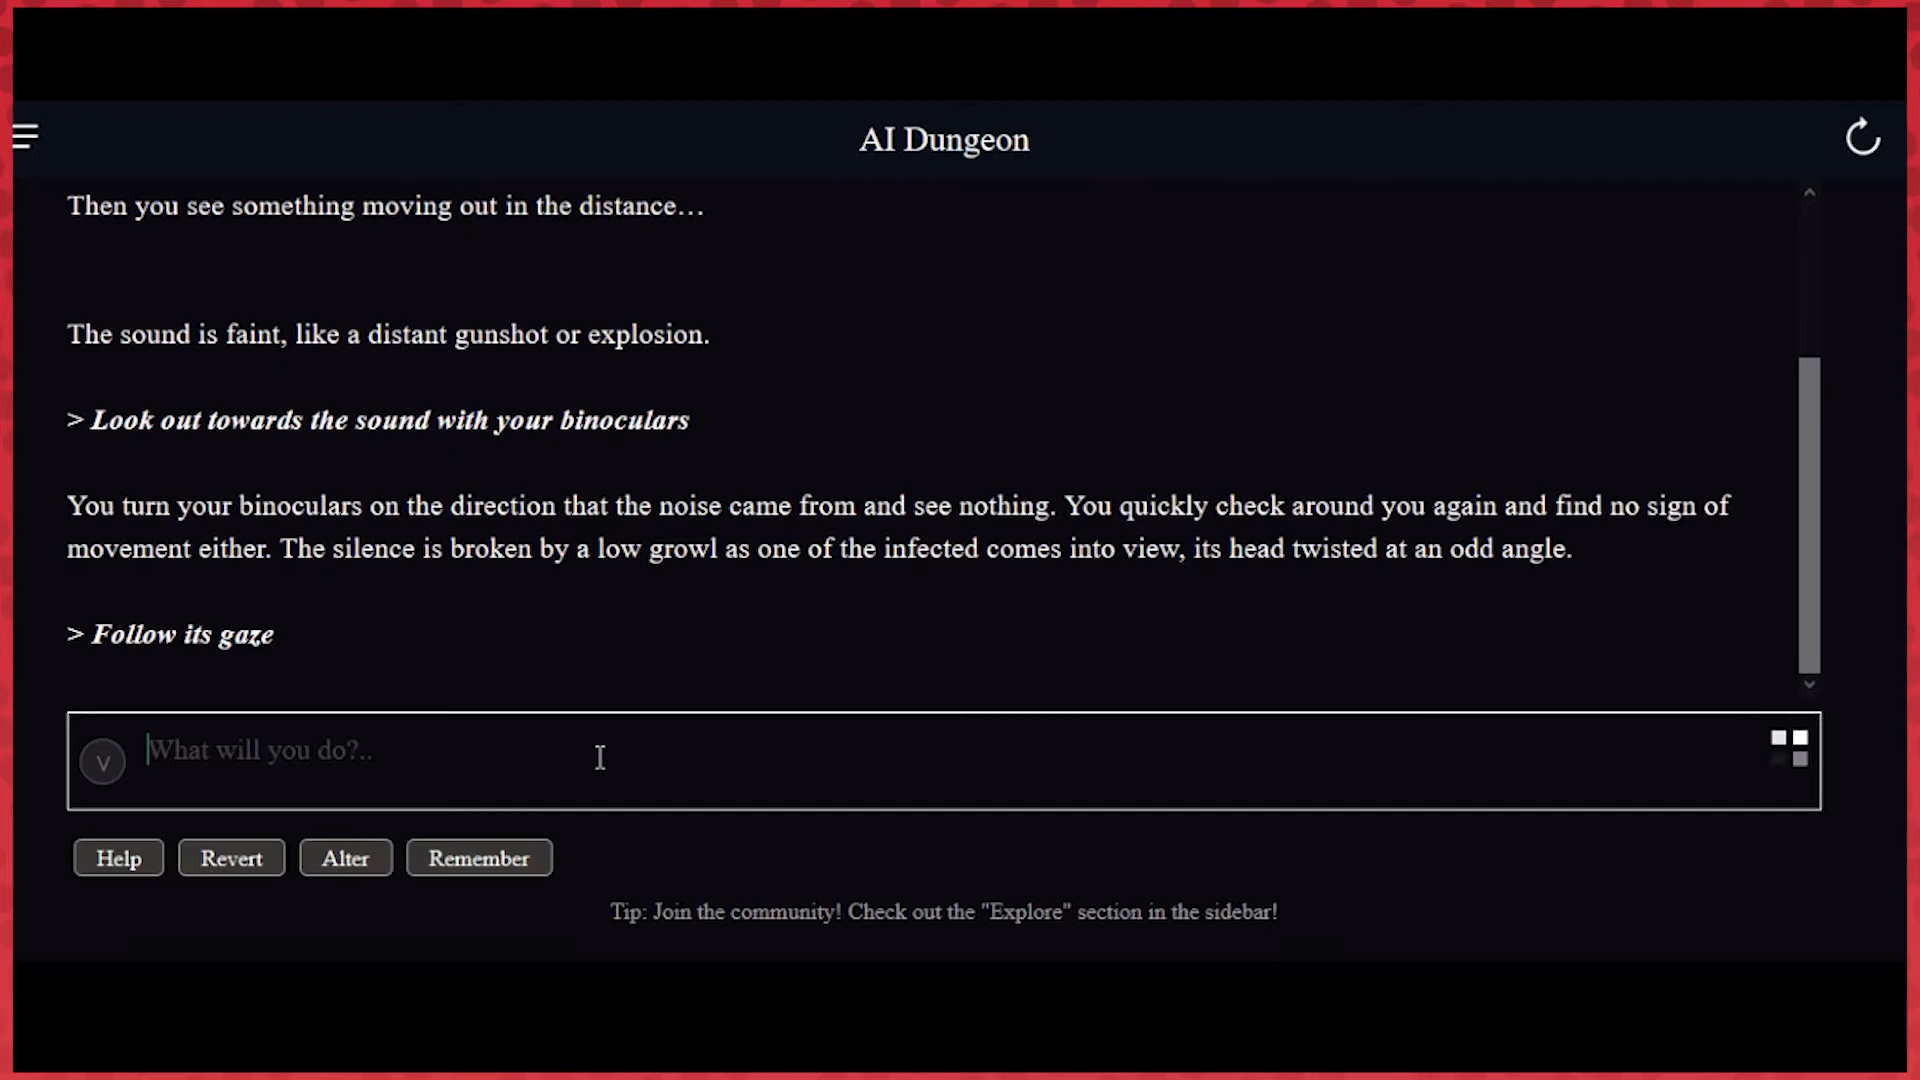 AI Dungeon
Then you see something moving out in the distance…
The sound is faint, like a distant gunshot or explosion.
> Look out towards the sound with your binoculars
You turn your binoculars on the direction that the noise came from and see nothing. You quickly check around you again and find no sign of
movement either. The silence is broken by a low growl as one of the infected comes into view, its head twisted at an odd angle.
> Follow its gaze
V
What will you do?..
Help Revert Alter Remember
Tip: Join the community! Check out the "Explore" section in the sidebar!